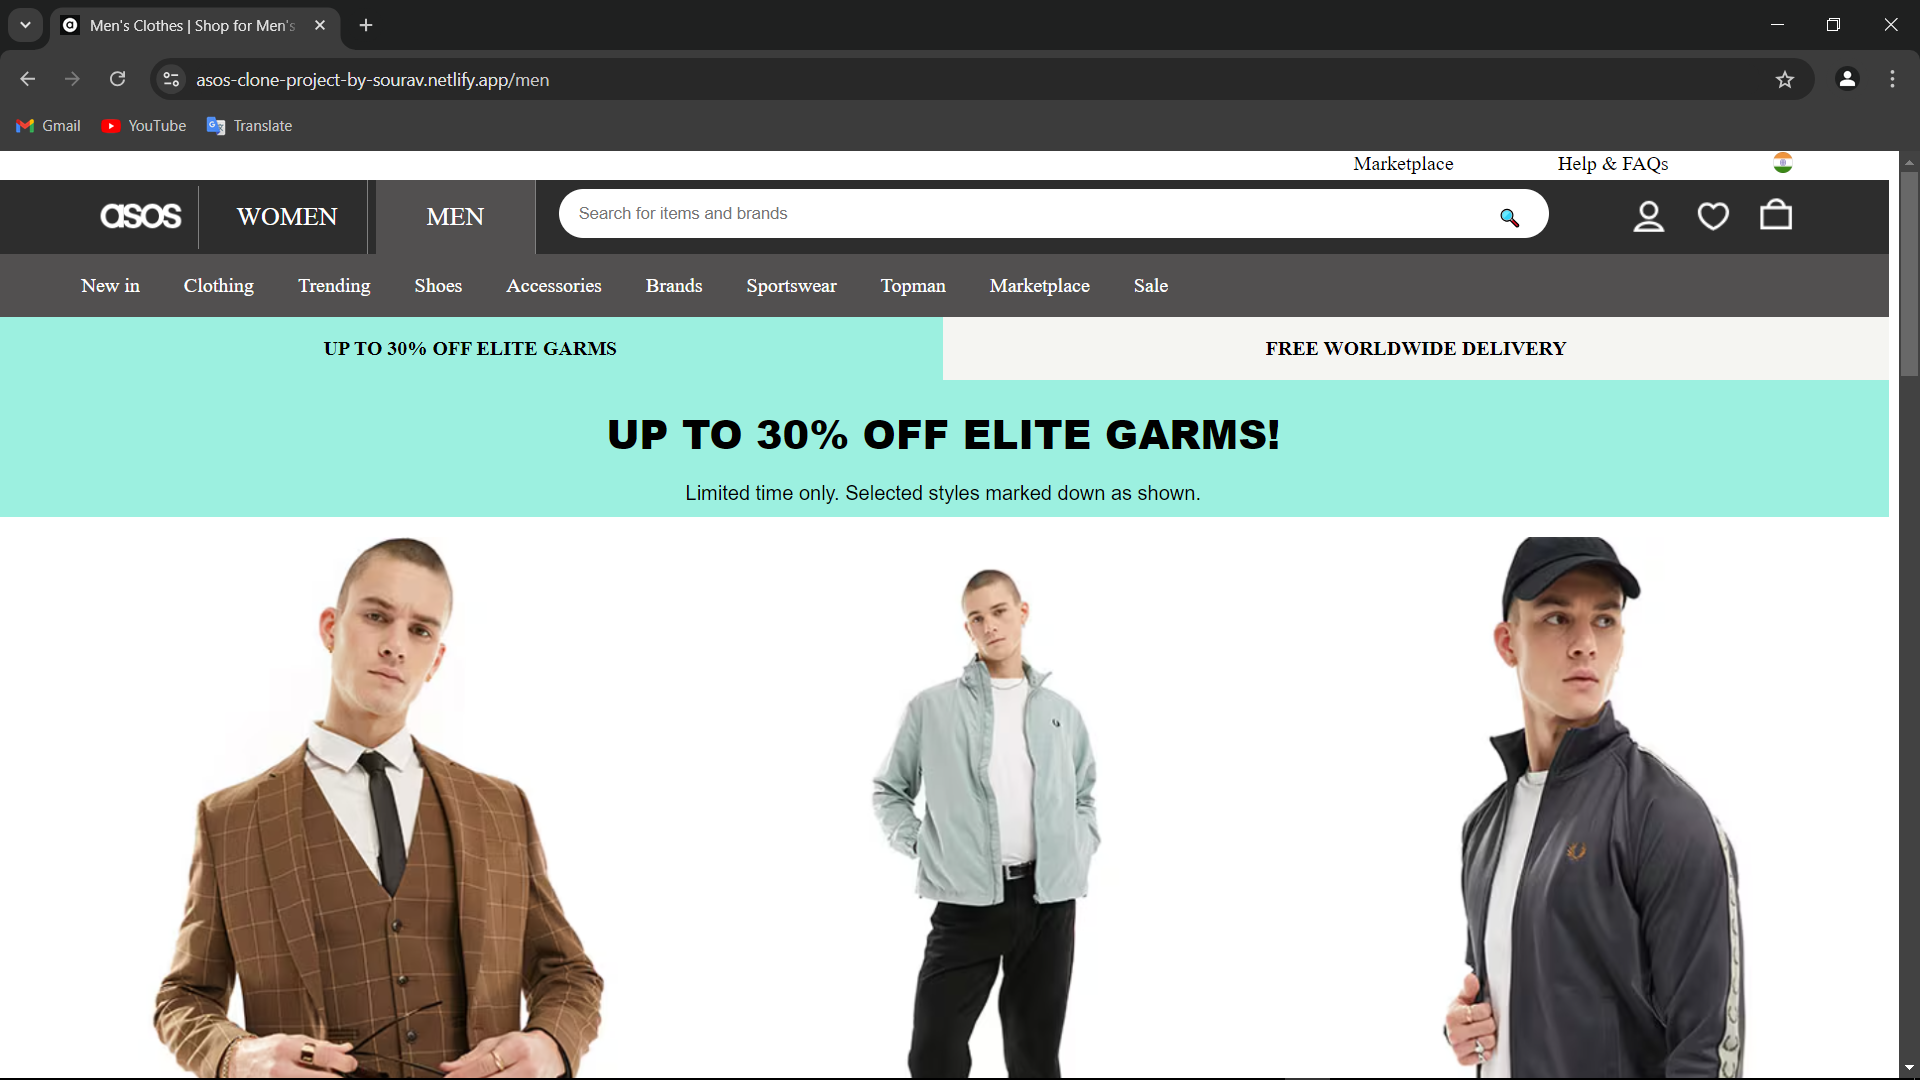 Men's Clothes | Shop for Men's
asos-clone-project-by-sourav.netlify.app/men
Gmail YouTube Translate
Marketplace Help & FAQs
asos WOMEN MEN Search for items and brands
New in Clothing Trending Shoes Accessories Brands Sportswear Topman Marketplace Sale
UP TO 30% OFF ELITE GARMS FREE WORLDWIDE DELIVERY
UP TO 30% OFF ELITE GARMS!
Limited time only. Selected styles marked down as shown.